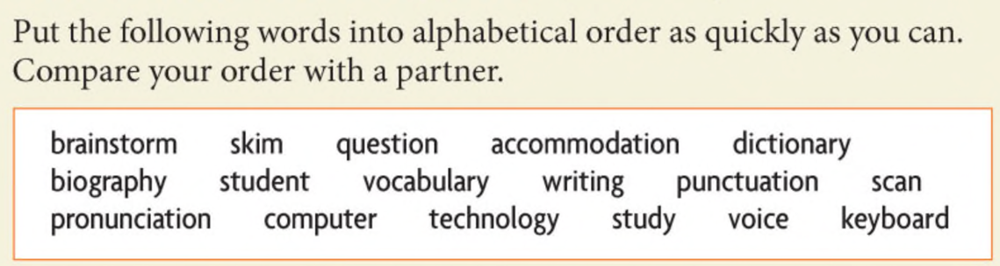 Put the following words into alphabetical order as quickly as you can.
Compare your order with a partner.
brainstorm skim question accommodation dictionary
biography student vocabulary writing punctuation scan
pronunciation computer technology study voice keyboard